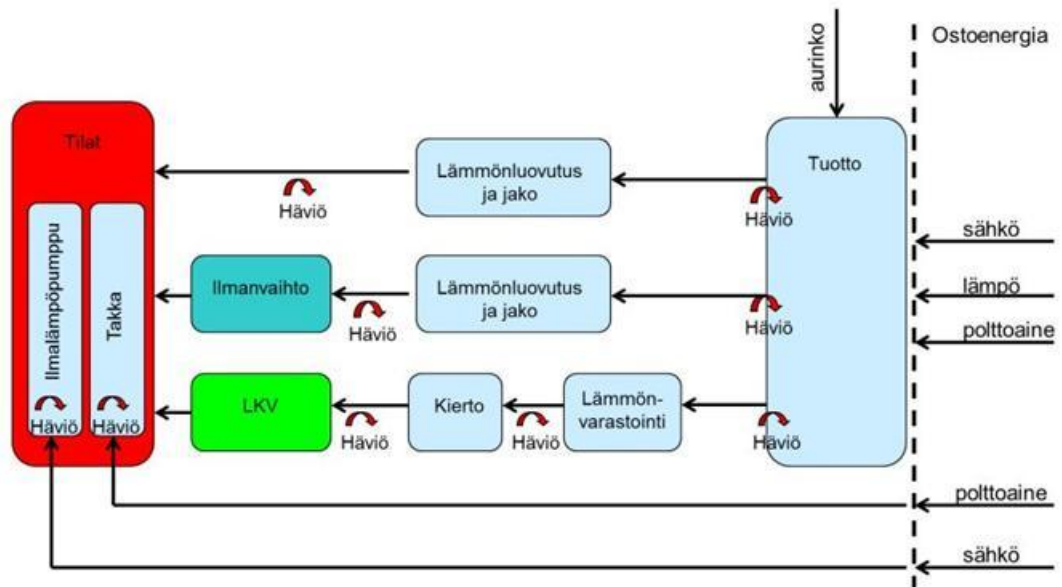 aurinko
Ostoenergia
Tilat
Lämmönluovutus
ja jako
Tuotto
Häviö
Häviö
sähkö
Ilmanvaihto
Lämmönluovutus
ja jako
lämpö
Häviö
Häviö
polttoaine
Ilmalämpöpumppu
Takka
LKV
Kierto
Lämmön-
varastointi
Häviö
Häviö
Häviö
Häviö
Häviö
polttoaine
sähkö